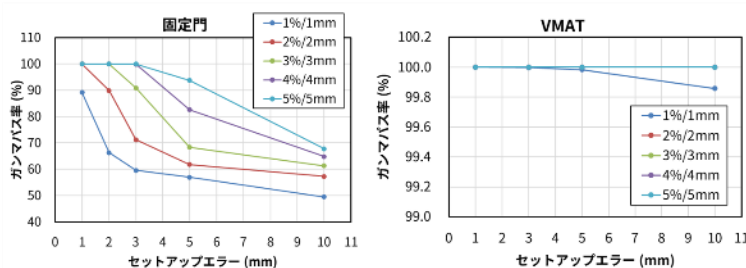 固定門
1%/1mm
2%/2mm
3%/3mm
4%/4mm
5%/5mm
ガンマパス率 (%)
110
100
90
80
70
60
50
40
0 1 2 3 4 5 6 7 8 9 10 11
セットアップエラー (mm)
VMAT
1%/1mm
2%/2mm
3%/3mm
4%/4mm
5%/5mm
ガンマパス率 (%)
100.2
100.0
99.8
99.6
99.4
99.2
99.0
0 1 2 3 4 5 6 7 8 9 10 11
セットアップエラー (mm)